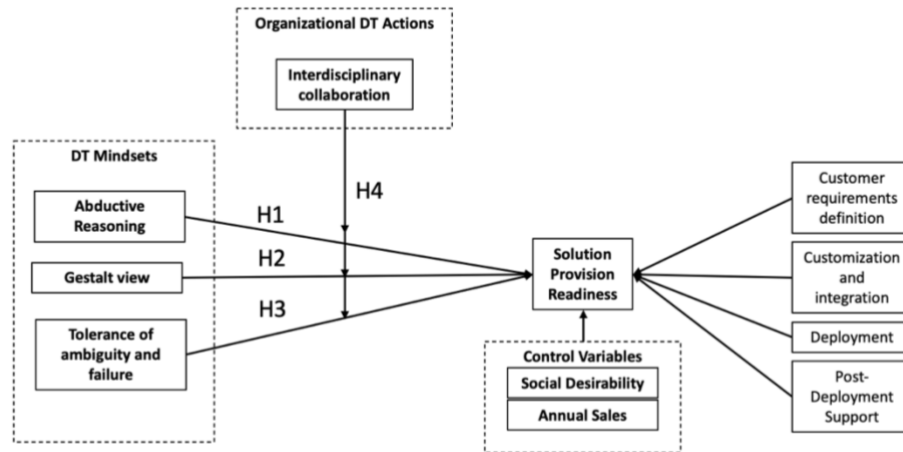 Organizational DT Actions
Interdisciplinary
collaboration
DT Mindsets
Abductive
Reasoning
Gestalt view
Tolerance of
ambiguity and
failure
H1
H2
H3
H4
Solution
Provision
Readiness
Control Variables
Social Desirability
Annual Sales
Customer
requirements
definition
Customization
and
integration
Deployment
Post-
Deployment
Support